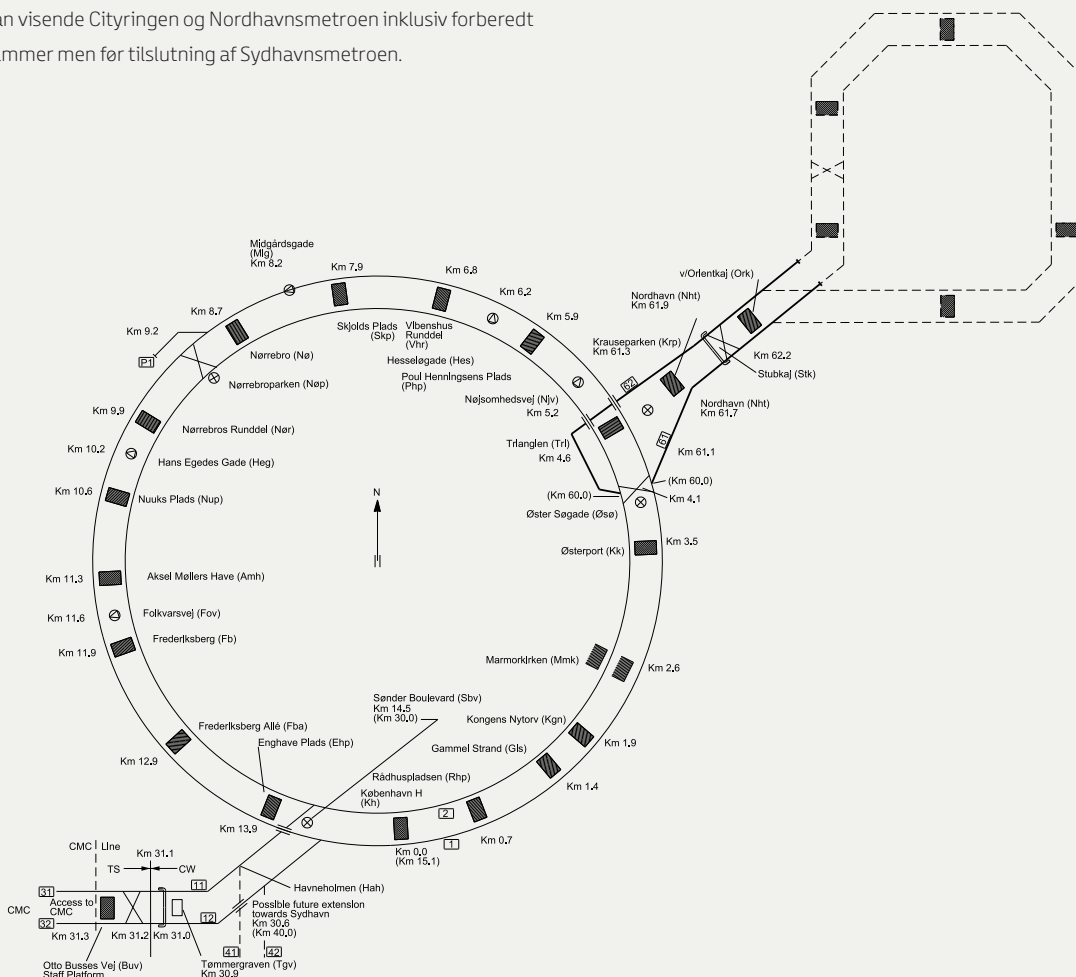 an visende Cityringen og Nordhavnsmetroen inklusiv forberedt
ammer men før tilslutning af Sydhavnsmetroen.
Midgårdsgade
(Mlg)
Km 8.2
Km 7.9
Km 6.8
Km 6.2
Km 5.9
Km 8.7
Km 9.2
P1
Skjolds Plads
(Skp)
Vibenshus
Runddel
(Vhr)
Nørrebro (Nø)
Hesseløgade (Hes)
Nørrebroparken (Nøp)
Poul Henningsens Plads
(Php)
Nøjsomhedsvej (Njv)
Km 5.2
v/Orientkaj (Ork)
Nordhavn (Nht)
Km 61.9
Krauseparken (Krp)
Km 61.3
Km 62.2
Stubkaj (Stk)
62
Nordhavn (Nht)
Km 61.7
Km 9.9
Nørrebros Runddel (Nør)
Km 10.2
Hans Egedes Gade (Heg)
Trianglen (Trl)
Km 4.6
61
Km 61.1
Km 10.6
Nuuks Plads (Nup)
(Km 60.0)
(Km 60.0)
Km 4.1
N
Øster Søgade (Øsø)
Østerport (Kk)
Km 3.5
Km 11.3
Aksel Møllers Have (Amh)
Km 11.6
Folkvarsvej (Fov)
Km 11.9
Frederiksberg (Fb)
Marmorkirken (Mmk)
Km 2.6
Sønder Boulevard (Sbv)
Km 14.5
(Km 30.0)
Frederiksberg Allé (Fba)
Kongens Nytorv (Kgn)
Km 1.9
Enghave Plads (Ehp)
Gammel Strand (Gls)
Km 12.9
Rådhuspladsen (Rhp)
Km 1.4
København H
(Kh)
2
Km 13.9
1
Km 0.7
Km 0.0
(Km 15.1)
CMC
Line
Km 31.1
TS
CW
11
Havneholmen (Hah)
31
Access to
CMC
CMC
32
12
Possible future extension
towards Sydhavn
Km 30.6
(Km 40.0)
Km 31.3
Km 31.2
Km 31.0
41
42
Otto Busses Vej (Buv)
Staff Platform
Tømmergraven (Tgv)
Km 30.9